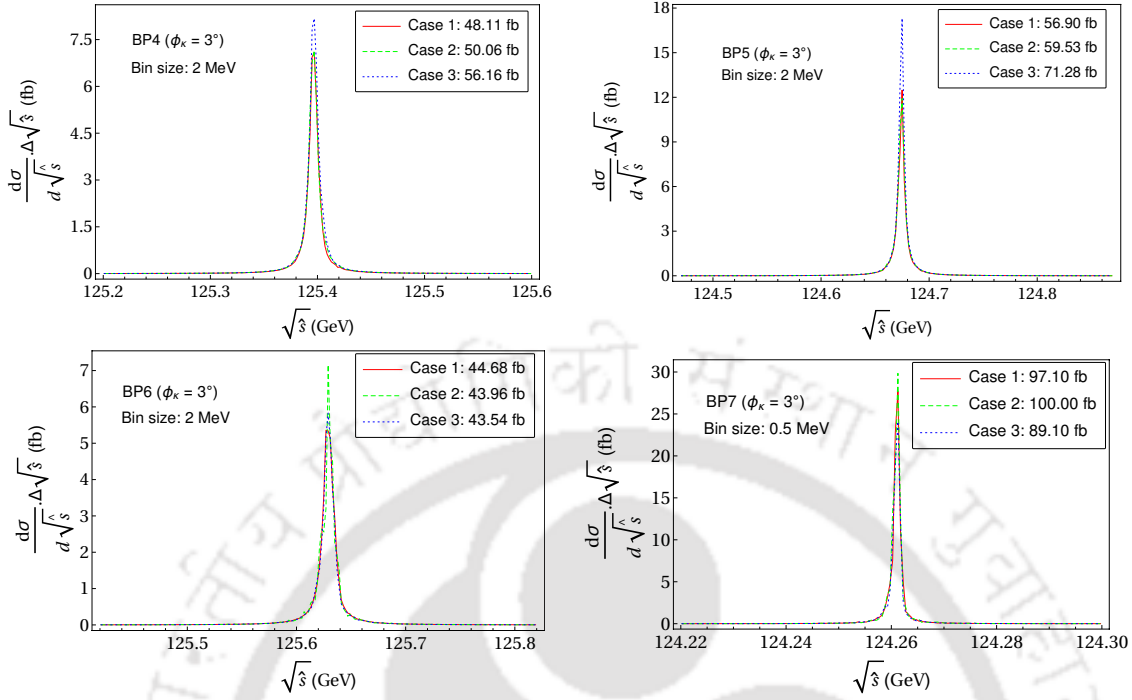 BP4 (ϕκ = 3°)
Bin size: 2 MeV
Case 1: 48.11 fb
Case 2: 50.06 fb
Case 3: 56.16 fb
dσ/d√ŝ .Δ√ŝ (fb)
7.5
6
4.5
3
1.5
0
125.2 125.3 125.4 125.5 125.6
√ŝ (GeV)
BP5 (ϕκ = 3°)
Bin size: 2 MeV
Case 1: 56.90 fb
Case 2: 59.53 fb
Case 3: 71.28 fb
dσ/d√ŝ .Δ√ŝ (fb)
18
15
12
9
6
3
0
124.5 124.6 124.7 124.8
√ŝ (GeV)
BP6 (ϕκ = 3°)
Bin size: 2 MeV
Case 1: 44.68 fb
Case 2: 43.96 fb
Case 3: 43.54 fb
dσ/d√ŝ .Δ√ŝ (fb)
7
6
5
4
3
2
1
0
125.5 125.6 125.7 125.8
√ŝ (GeV)
BP7 (ϕκ = 3°)
Bin size: 0.5 MeV
Case 1: 97.10 fb
Case 2: 100.00 fb
Case 3: 89.10 fb
dσ/d√ŝ .Δ√ŝ (fb)
30
25
20
15
10
5
0
124.22 124.24 124.26 124.28 124.30
√ŝ (GeV)